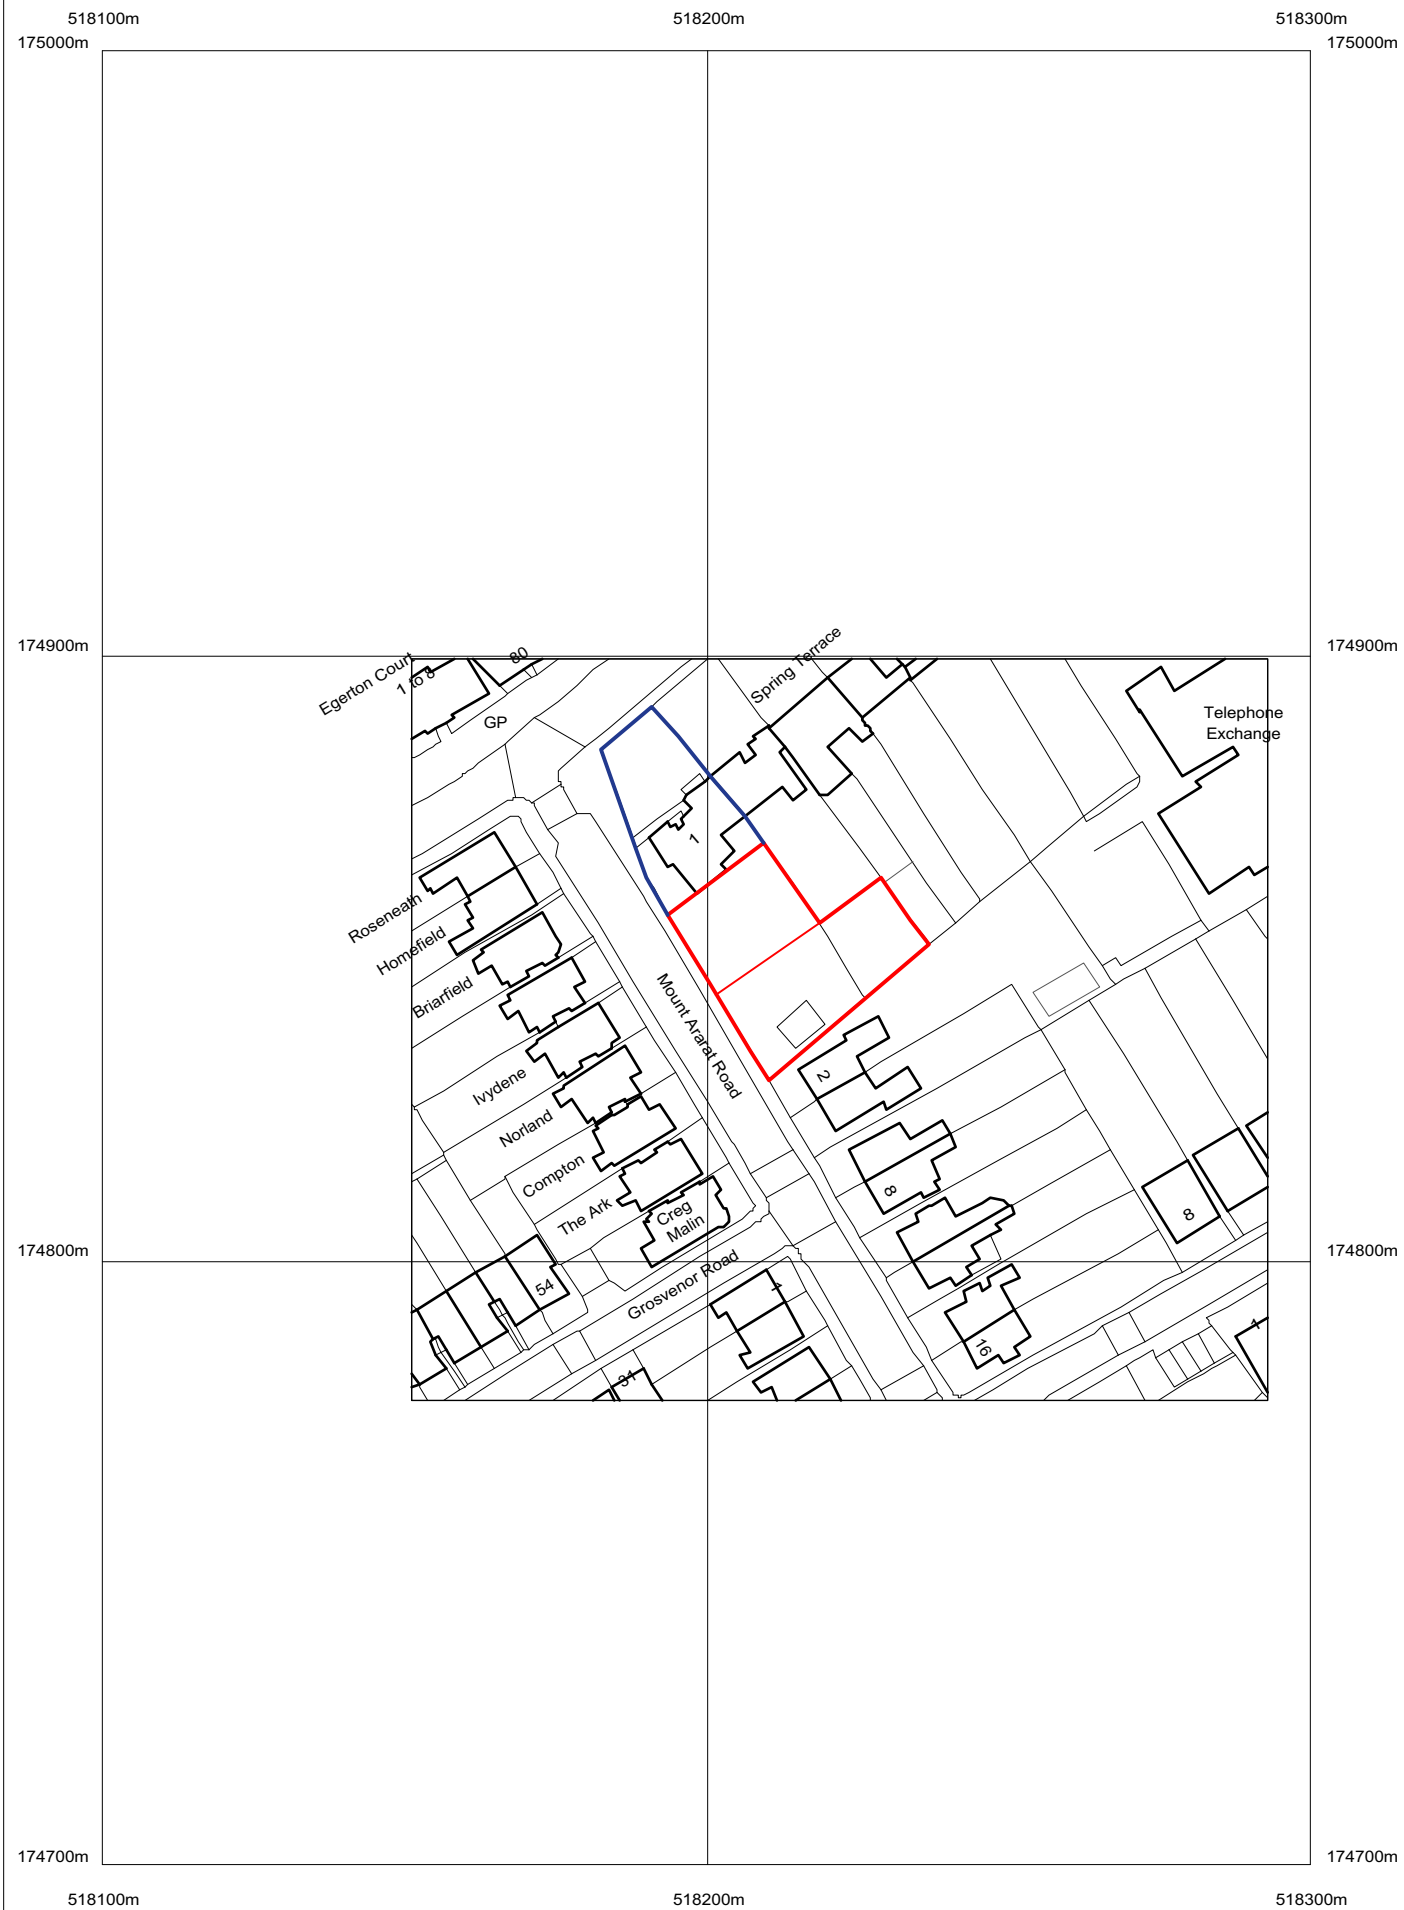 518100m
518200m
518300m
175000m
175000m
174900m
174900m
Egerton Court
1 to 8
80
GP
Spring Terrace
Telephone
Exchange
1
Roseneath
Homefield
Briarfield
Ivydene
Norland
Compton
The Ark
Creg
Malin
Mount Ararat Road
2
8
8
16
1
174800m
174800m
54
Grosvenor Road
1
31
174700m
174700m
518100m
518200m
518300m